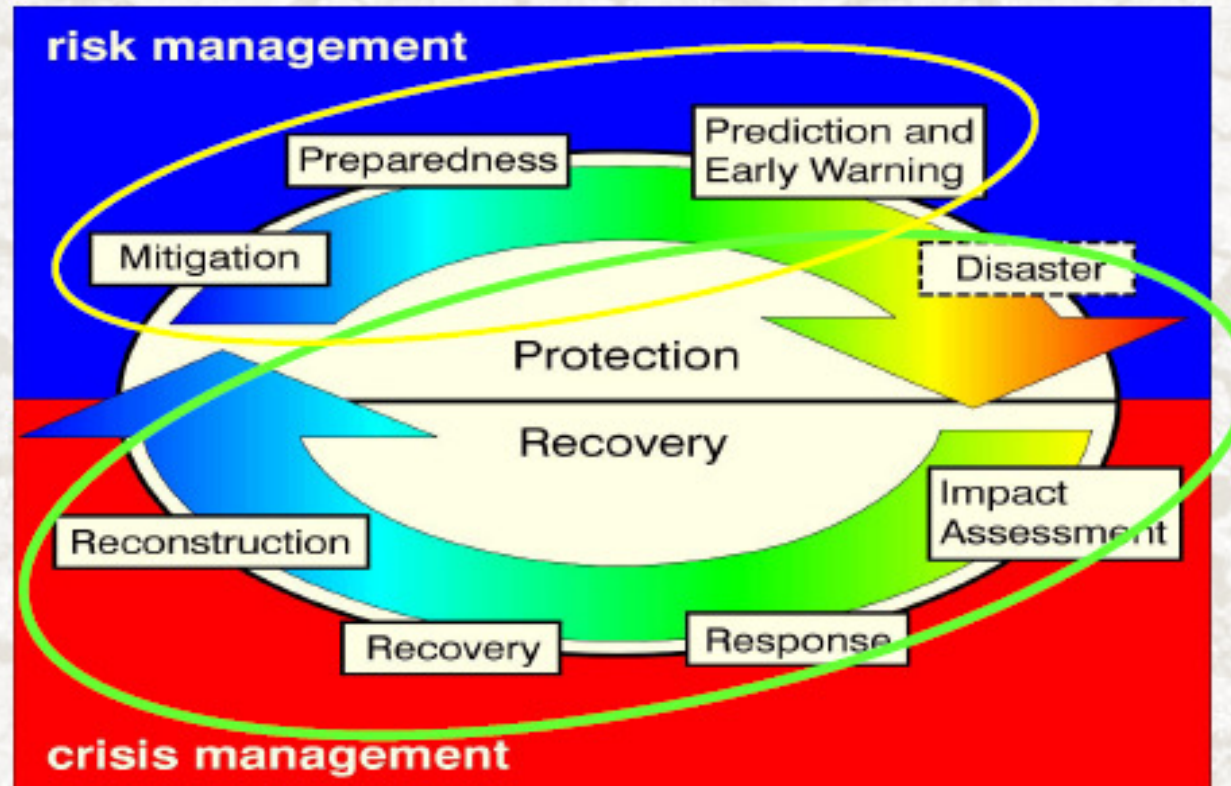 risk management
Preparedness
Prediction and
Early Warning
Mitigation
Disaster
Protection
Recovery
Impact
Assessment
Reconstruction
Recovery
Response
crisis management